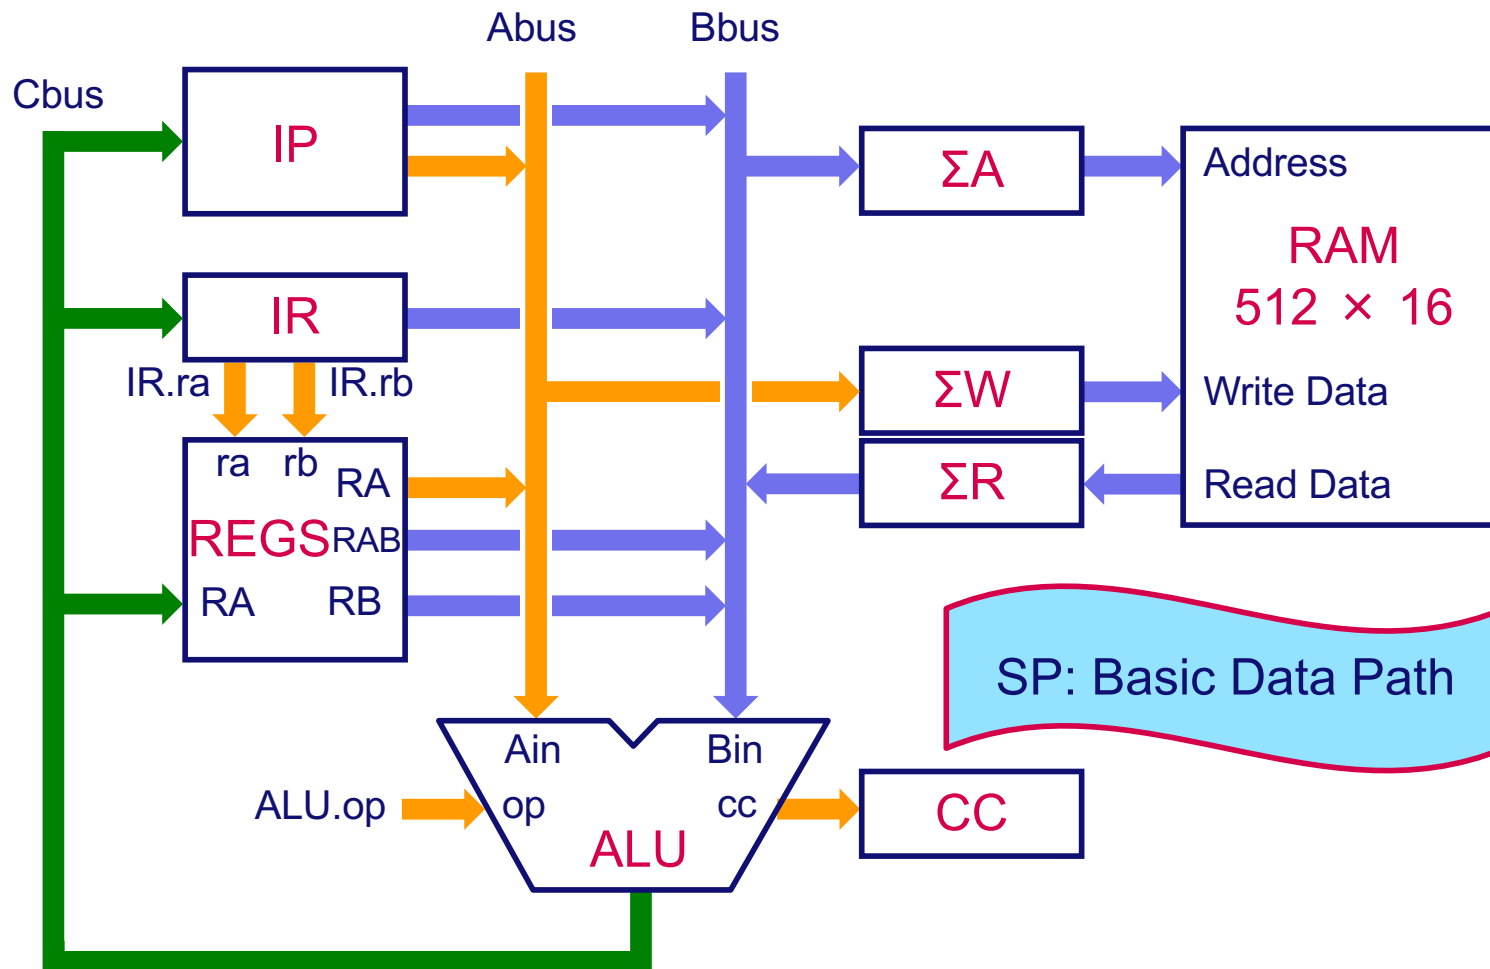 Abus
Bbus
Cbus
IP
ΣA
Address
RAM
512 × 16
IR
IR.ra
IR.rb
ΣW
Write Data
ra
rb
RA
ΣR
Read Data
REGS
RAB
RA
RB
SP: Basic Data Path
Ain
Bin
ALU.op
op
cc
CC
ALU